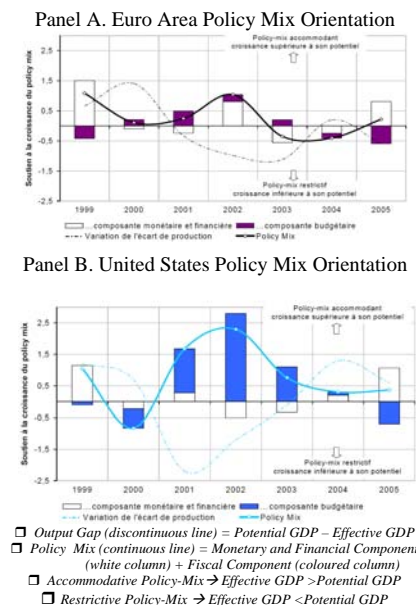 Panel A. Euro Area Policy Mix Orientation
Policy-mix accommodant
croissance supérieure à son potentiel
Soutien à la croissance du policy mix
2.5
1.5
0.5
-0.5
-1.5
-2.5
Policy-mix restrictif
croissance inférieure à son potentiel
1999 2000 2001 2002 2003 2004 2005
...composante monétaire et financière ...composante budgétaire
Variation de l'écart de production Policy Mix
Panel B. United States Policy Mix Orientation
Policy-mix accommodant
croissance supérieure à son potentiel
Soutien à la croissance du policy mix
2.5
1.5
0.5
-0.5
-1.5
-2.5
Policy-mix restrictif
croissance inférieure à son potentiel
1999 2000 2001 2002 2003 2004 2005
...composante monétaire et financière ...composante budgétaire
Variation de l'écart de production Policy Mix
Output Gap (discontinuous line) = Potential GDP – Effective GDP
Policy Mix (continuous line) = Monetary and Financial Component
(white column) + Fiscal Component (coloured column)
Accommodative Policy-Mix → Effective GDP >Potential GDP
Restrictive Policy-Mix → Effective GDP <Potential GDP